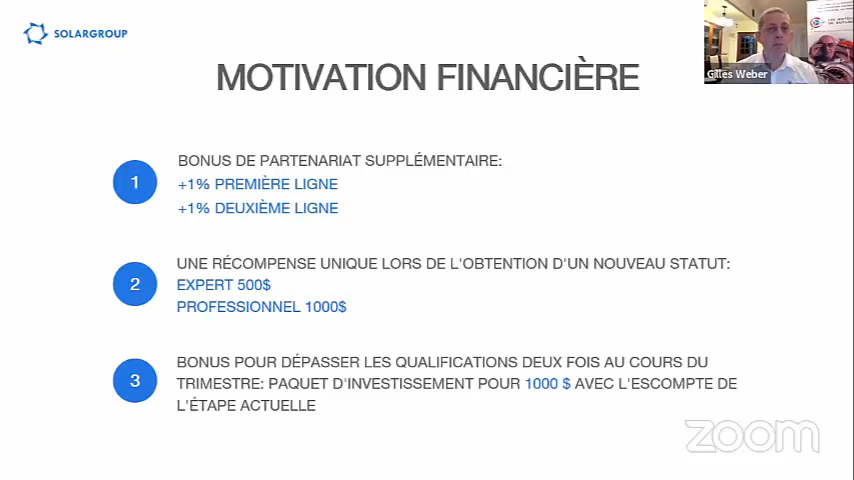 SOLARGROUP
MOTIVATION FINANCIÈRE
Gilles Weber
1
BONUS DE PARTENARIAT SUPPLÉMENTAIRE:
+1% PREMIÈRE LIGNE
+1% DEUXIÈME LIGNE
2
UNE RÉCOMPENSE UNIQUE LORS DE L'OBTENTION D'UN NOUVEAU STATUT:
EXPERT 500$
PROFESSIONNEL 1000$
3
BONUS POUR DÉPASSER LES QUALIFICATIONS DEUX FOIS AU COURS DU
TRIMESTRE: PAQUET D'INVESTISSEMENT POUR 1000 $ AVEC L'ESCOMPTE DE
L'ÉTAPE ACTUELLE
zoom